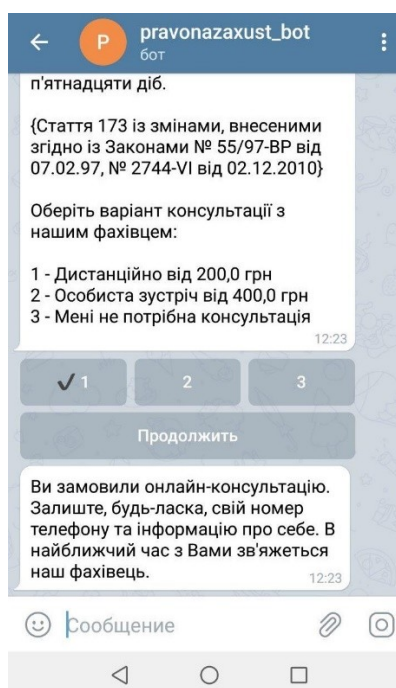 pravonazaxust_bot
P
бот
п'ятнадцяти діб.
{Стаття 173 із змінами, внесеними
згідно із Законами № 55/97-ВР від
07.02.97, № 2744-VI від 02.12.2010}
Оберіть варіант консультації з
нашим фахівцем:
1 - Дистанційно від 200,0 грн
2 - Особиста зустріч від 400,0 грн
3 - Мені не потрібна консультація
12:23
✓ 1 2 3
Продолжить
Ви замовили онлайн-консультацію.
Залиште, будь-ласка, свій номер
телефону та інформацію про себе. В
найближчий час з Вами зв'яжеться
наш фахівець.
12:23
Сообщение